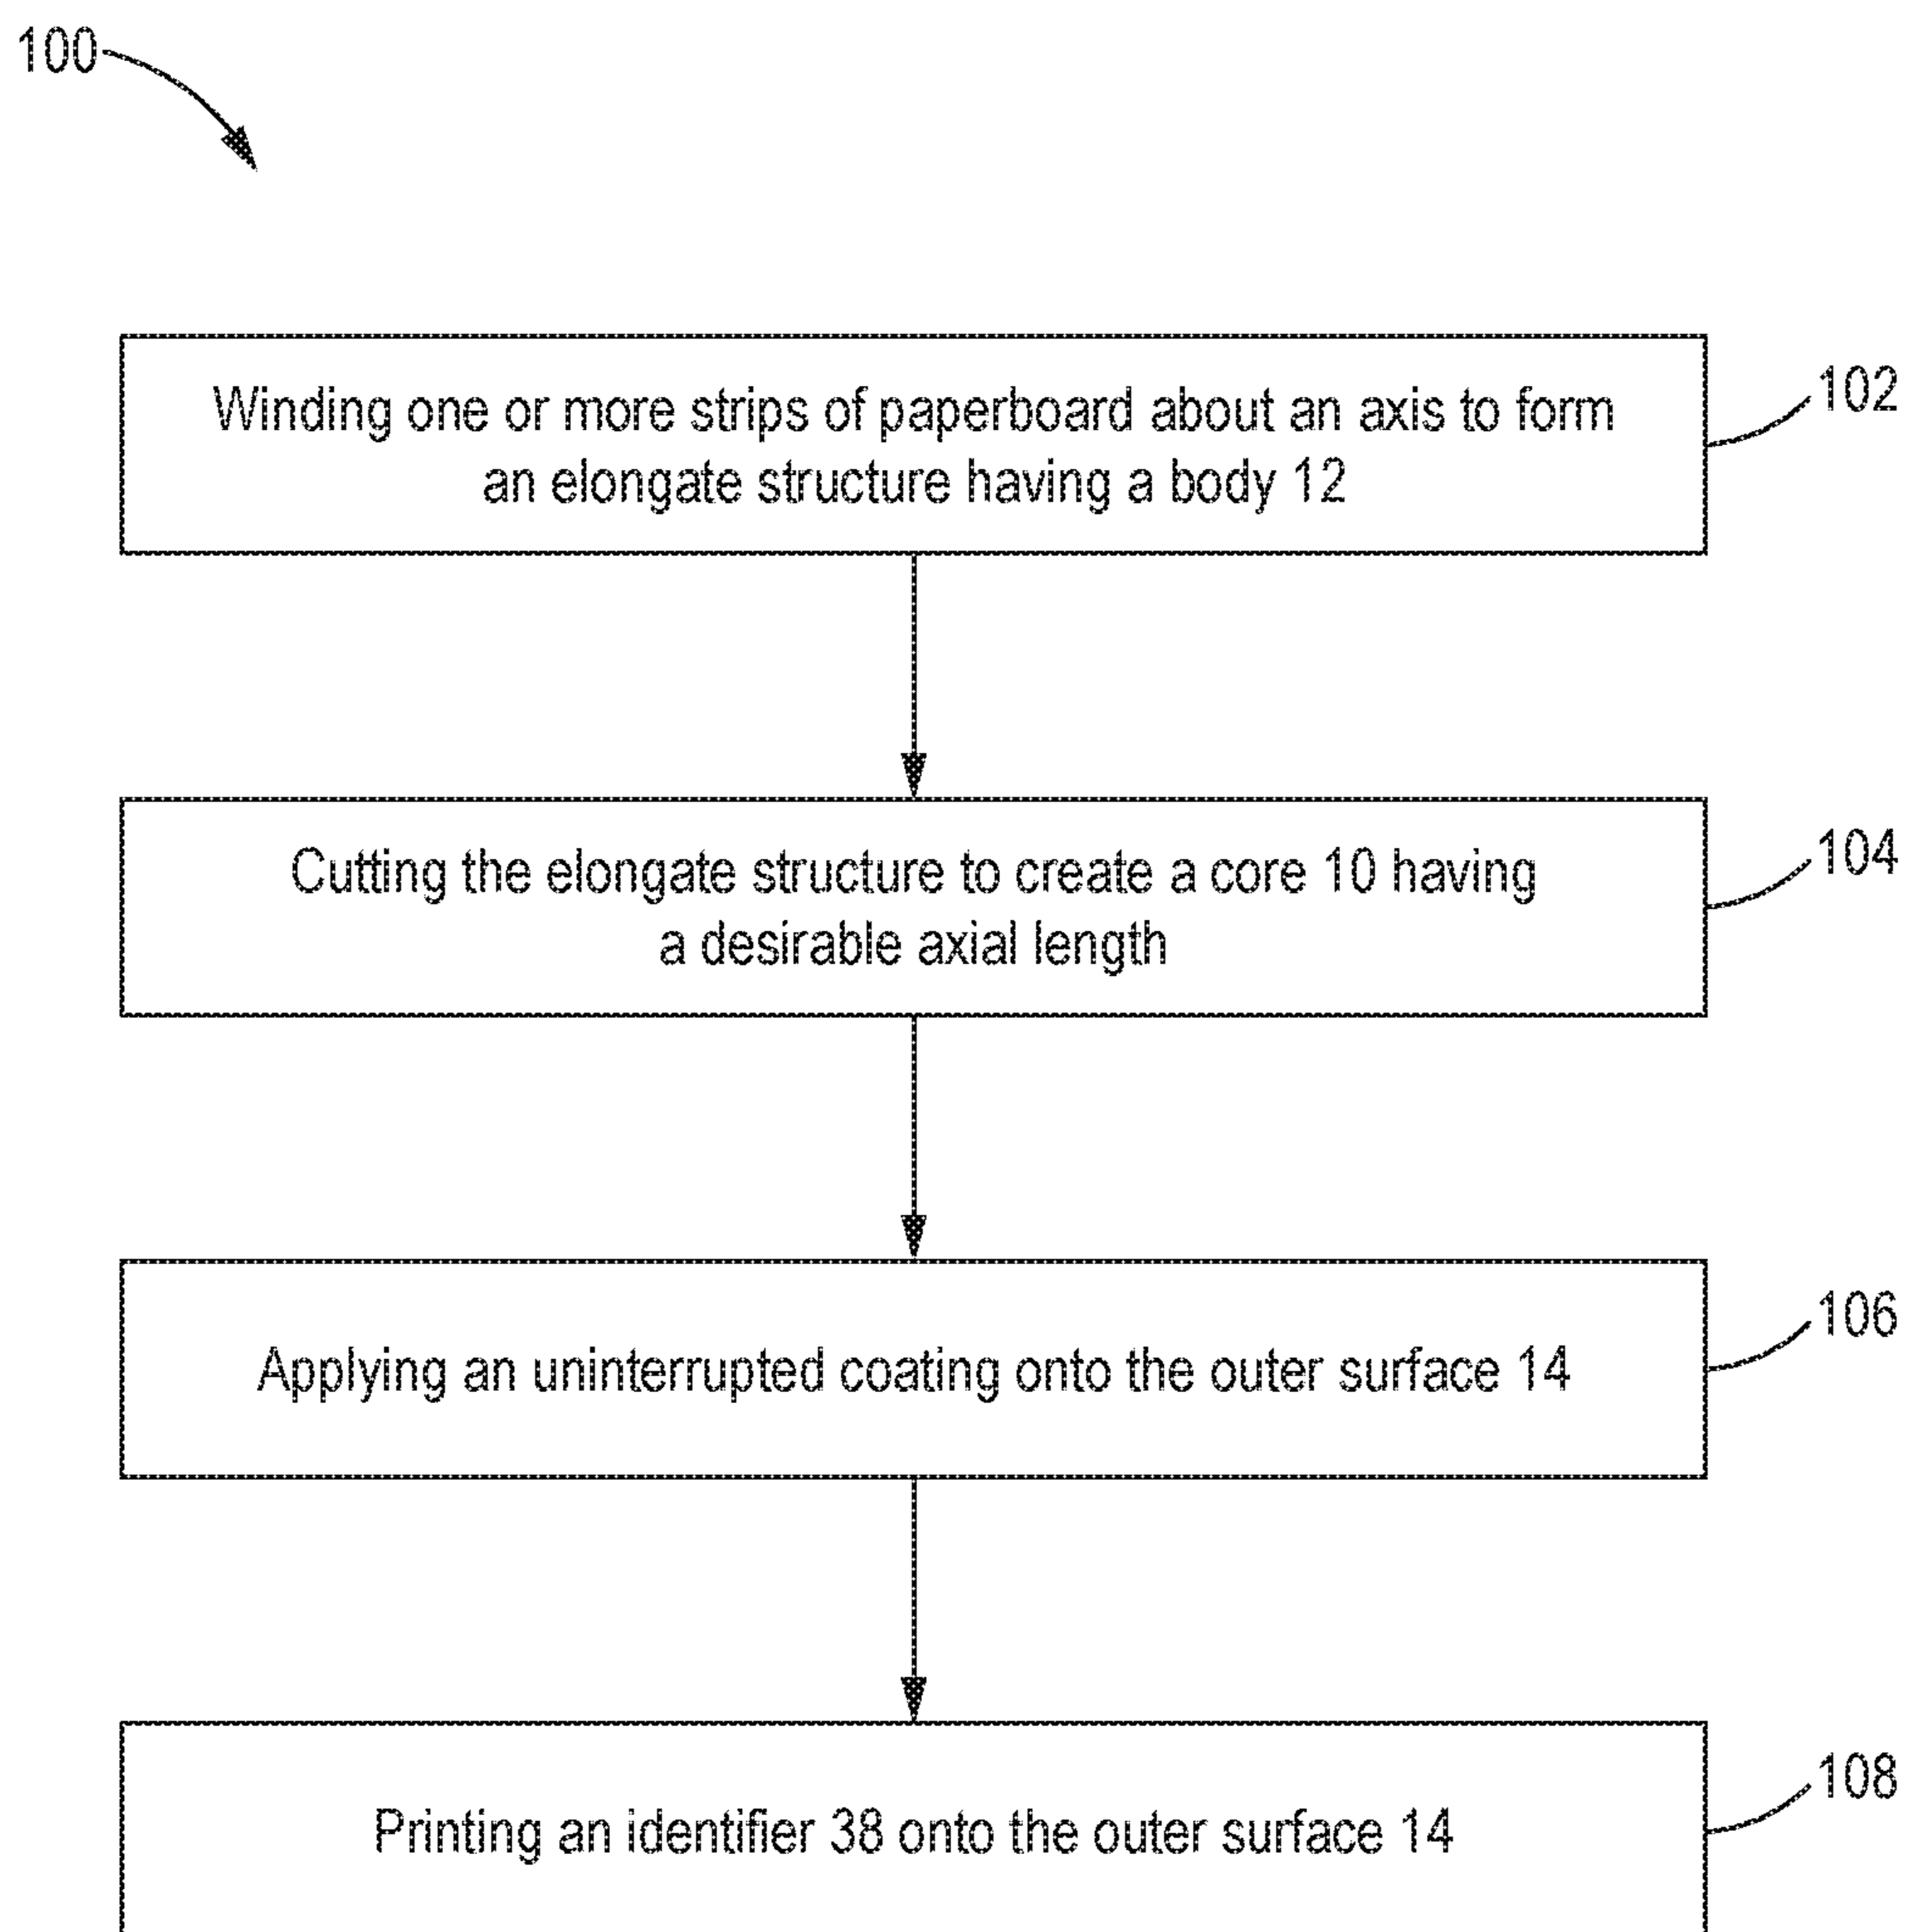 100
Winding one or more strips of paperboard about an axis to form
an elongate structure having a body 12
102
Cutting the elongate structure to create a core 10 having
a desirable axial length
104
Applying an uninterrupted coating onto the outer surface 14
106
Printing an identifier 38 onto the outer surface 14
108